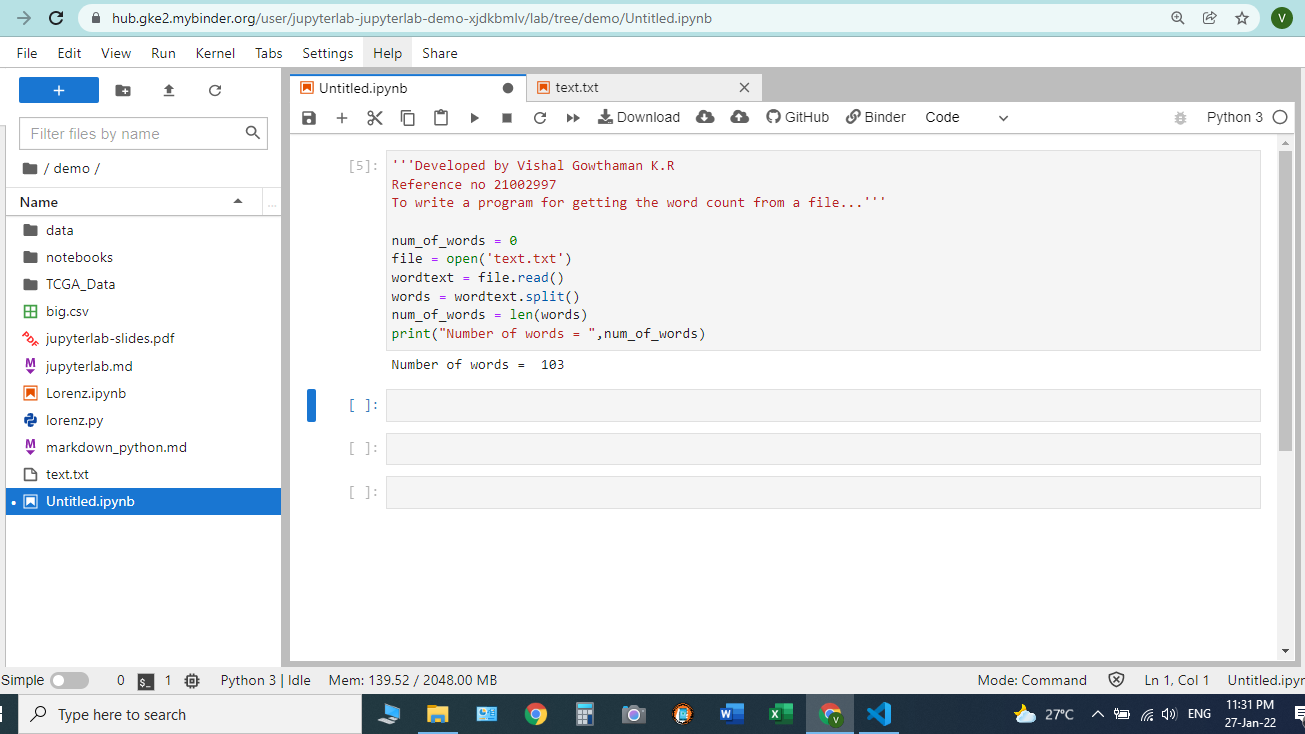 hub.gke2.mybinder.org/user/jupyterlab-jupyterlab-demo-xjdkbmlv/lab/tree/demo/Untitled.ipynb
V
File Edit View Run Kernel Tabs Settings Help Share
Untitled.ipynb
text.txt
Download GitHub Binder Code Python 3
Filter files by name
/ demo /
Name
...
data
notebooks
TCGA_Data
big.csv
jupyterlab-slides.pdf
jupyterlab.md
Lorenz.ipynb
lorenz.py
markdown_python.md
text.txt
Untitled.ipynb
[5]:
'''Developed by Vishal Gowthaman K.R
Reference no 21002997
To write a program for getting the word count from a file...'''
num_of_words = 0
file = open('text.txt')
wordtext = file.read()
words = wordtext.split()
num_of_words = len(words)
print("Number of words = ",num_of_words)
Number of words =  103
[ ]:
[ ]:
[ ]:
Simple 0 $_ 1 Python 3 | Idle Mem: 139.52 / 2048.00 MB Mode: Command Ln 1, Col 1 Untitled.ipyn
Type here to search
27°C ENG
11:31 PM
27-Jan-22